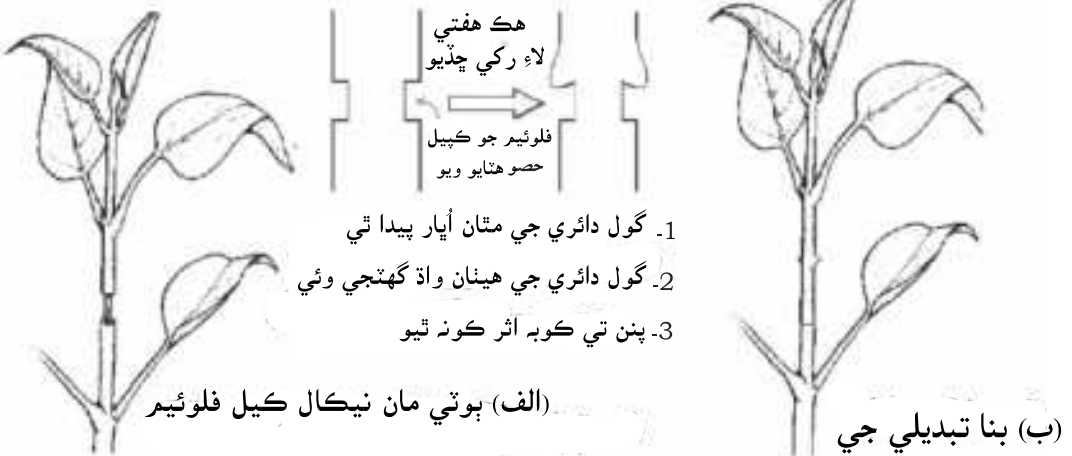 هڪ هفتي
لاءِ رکي ڇڏيو
فلوئيم جو ڪپيل
حصو هٽايو ويو
1۔ گول دائري جي مٿان اُڀار پيدا ٿي
2۔ گول دائري جي هيٺان واڌ گهٽجي وئي
3۔ پنن تي ڪوبہ اثر ڪونہ ٿيو
(الف) ٻوٽي مان نيڪال ڪيل فلوئيم
(ب) بنا تبديلي جي